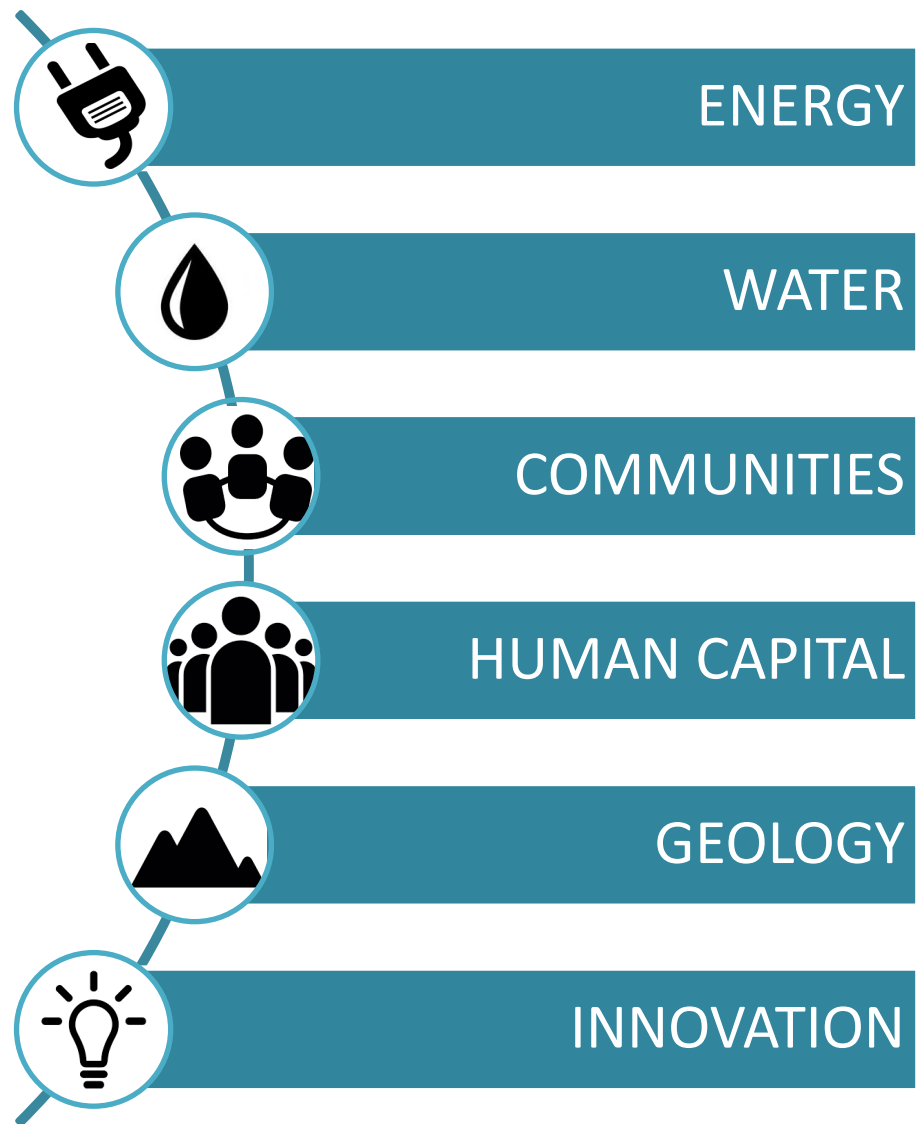 ENERGY
WATER
COMMUNITIES
HUMAN CAPITAL
GEOLOGY
INNOVATION